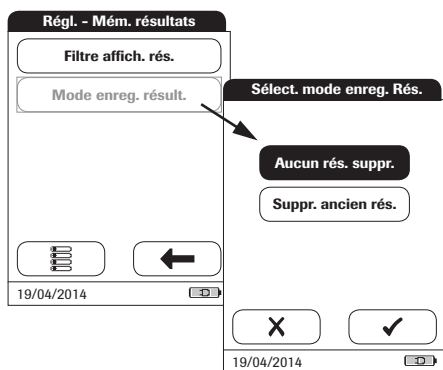 Régl. - Mém. résultats
Filtre affich. rés.
Mode enreg. résult.
19/04/2014
Sélect. mode enreg. Rés.
Aucun rés. suppr.
Suppr. ancien rés.
19/04/2014